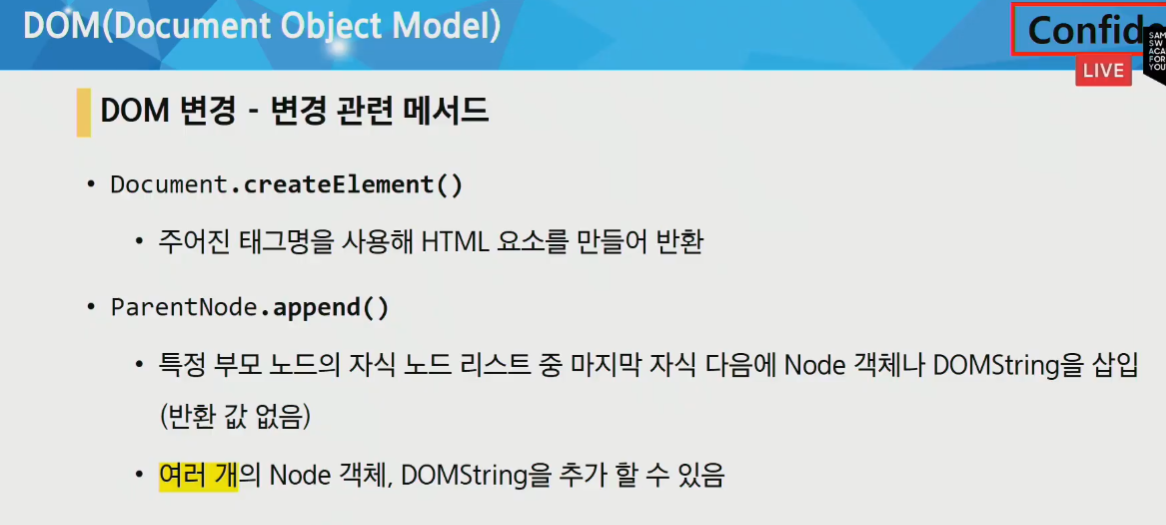 DOM(Document Object Model)
Confide
SAM
SW
ACA
FOR
YOU
LIVE
DOM 변경 - 변경 관련 메서드
• Document.createElement()
• 주어진 태그명을 사용해 HTML 요소를 만들어 반환
• ParentNode.append()
• 특정 부모 노드의 자식 노드 리스트 중 마지막 자식 다음에 Node 객체나 DOMString을 삽입
(반환 값 없음)
• 여러 개의 Node 객체, DOMString을 추가 할 수 있음